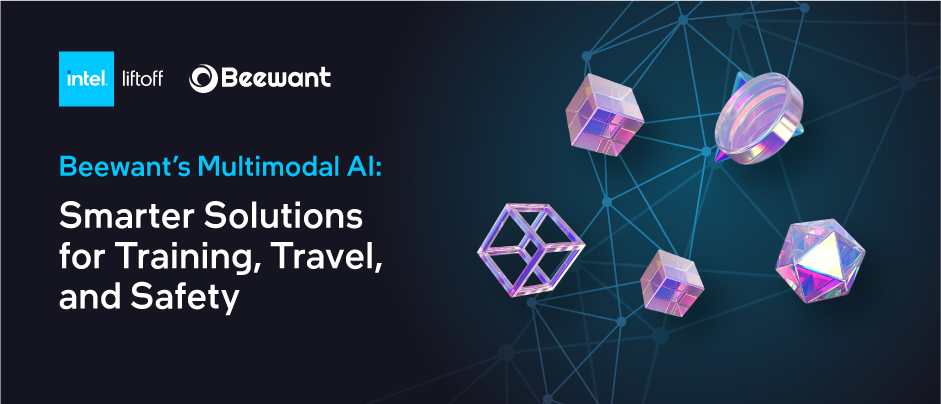 intel. liftoff Beewant
Beewant's Multimodal AI:
Smarter Solutions
for Training, Travel,
and Safety